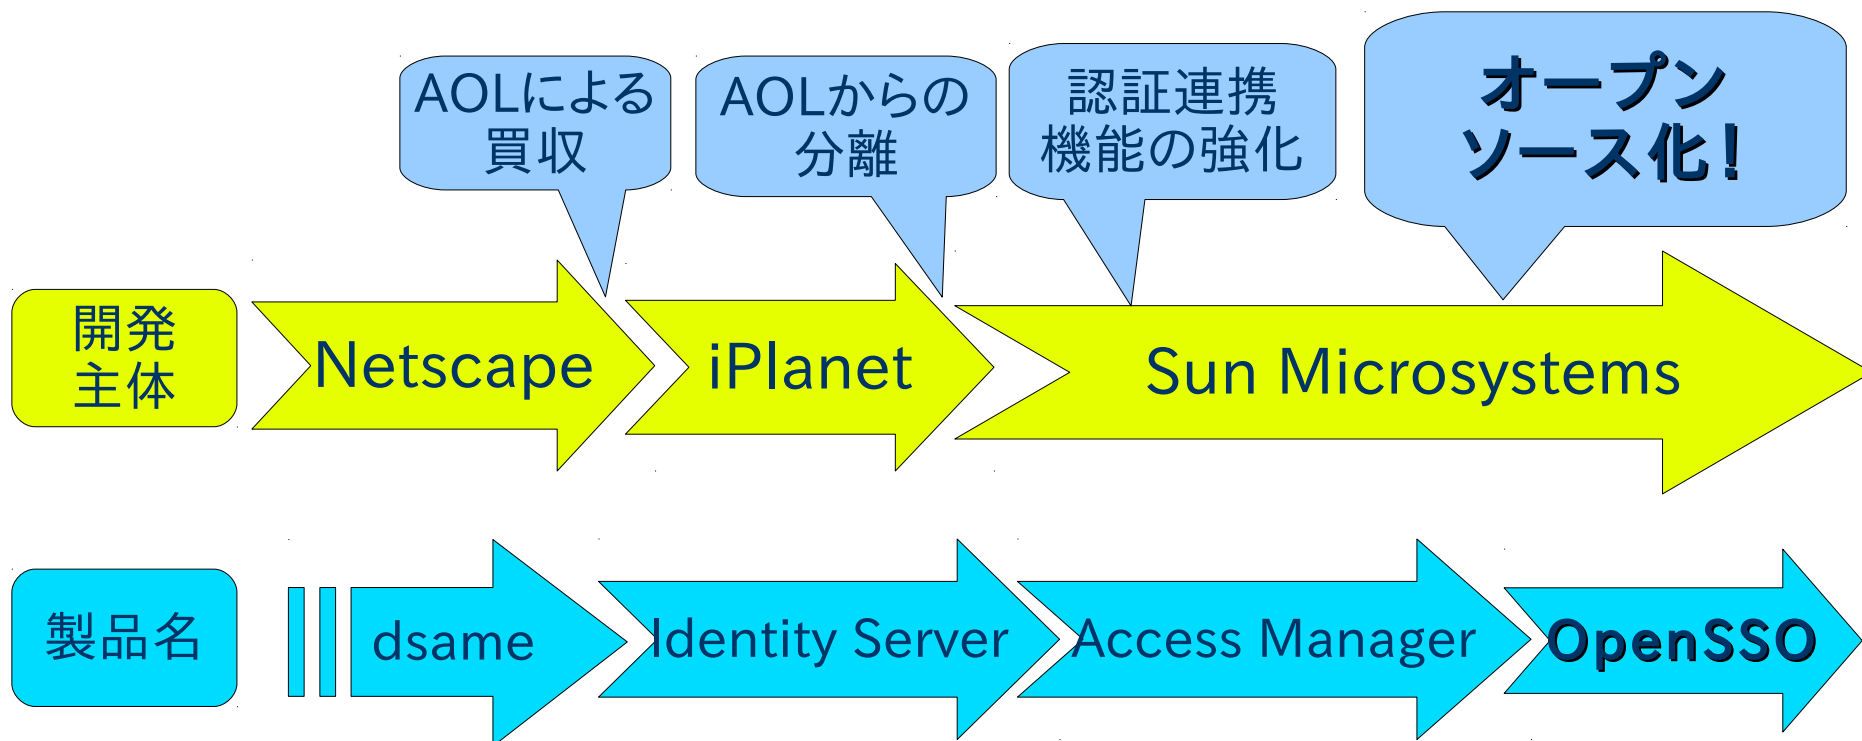 AOLによる
買収
AOLからの
分離
認証連携
機能の強化
オープン
ソース化!
開発
主体
Netscape
iPlanet
Sun Microsystems
製品名
dsame
Identity Server
Access Manager
OpenSSO